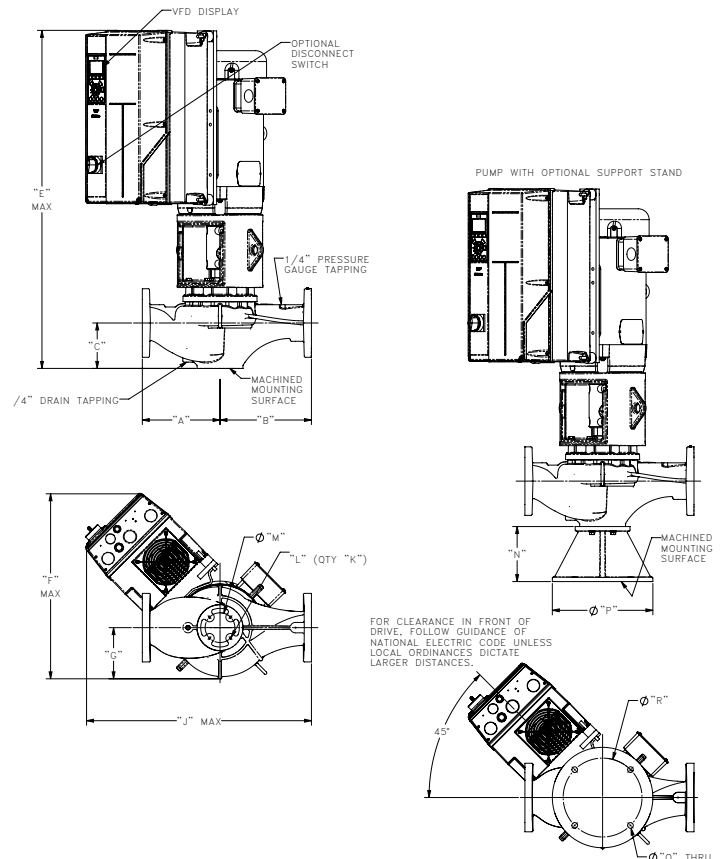 VFD DISPLAY
OPTIONAL
DISCONNECT
SWITCH
"E"
MAX
1/4" PRESSURE
GAUGE TAPPING
"C"
/4" DRAIN TAPPING
MACHINED
MOUNTING
SURFACE
"A"
"B"
PUMP WITH OPTIONAL SUPPORT STAND
"N"
MACHINED
MOUNTING
SURFACE
Ø"P"
"F"
MAX
Ø"M"
"L" (QTY "K")
"G"
"J" MAX
FOR CLEARANCE IN FRONT OF
DRIVE, FOLLOW GUIDANCE OF
NATIONAL ELECTRIC CODE UNLESS
LOCAL ORDINANCES DICTATE
LARGER DISTANCES.
45°
Ø"R"
Ø"Q" THRU